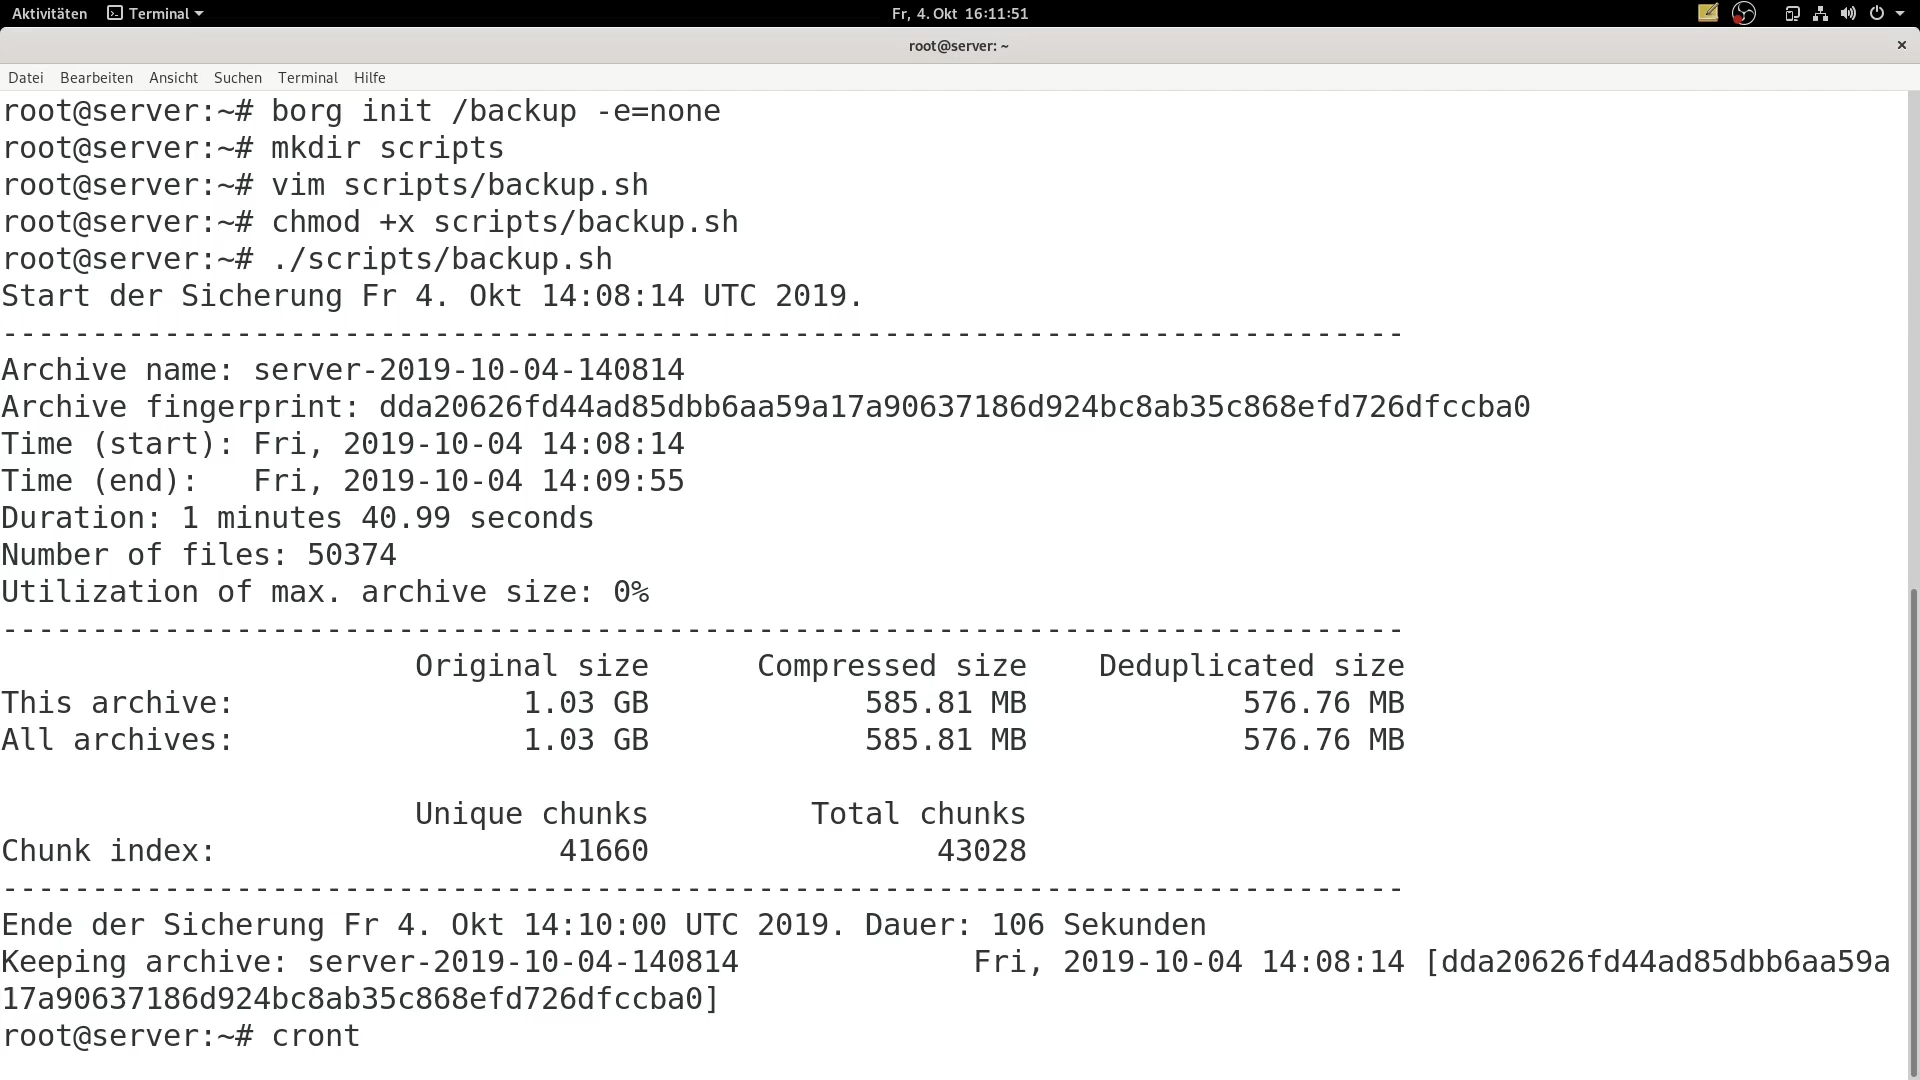 Aktivitäten Terminal Fr, 4. Okt 16:11:51
root@server: ~ ×
Datei Bearbeiten Ansicht Suchen Terminal Hilfe
root@server:~# borg init /backup -e=none
root@server:~# mkdir scripts
root@server:~# vim scripts/backup.sh
root@server:~# chmod +x scripts/backup.sh
root@server:~# ./scripts/backup.sh
Start der Sicherung Fr 4. Okt 14:08:14 UTC 2019.
------------------------------------------------------------------------------
Archive name: server-2019-10-04-140814
Archive fingerprint: dda20626fd44ad85dbb6aa59a17a90637186d924bc8ab35c868efd726dfccba0
Time (start): Fri, 2019-10-04 14:08:14
Time (end):   Fri, 2019-10-04 14:09:55
Duration: 1 minutes 40.99 seconds
Number of files: 50374
Utilization of max. archive size: 0%
------------------------------------------------------------------------------
                       Original size      Compressed size    Deduplicated size
This archive:                1.03 GB            585.81 MB            576.76 MB
All archives:                1.03 GB            585.81 MB            576.76 MB
                       Unique chunks         Total chunks
Chunk index:                   41660                43028
------------------------------------------------------------------------------
Ende der Sicherung Fr 4. Okt 14:10:00 UTC 2019. Dauer: 106 Sekunden
Keeping archive: server-2019-10-04-140814             Fri, 2019-10-04 14:08:14 [dda20626fd44ad85dbb6aa59a
17a90637186d924bc8ab35c868efd726dfccba0]
root@server:~# cront